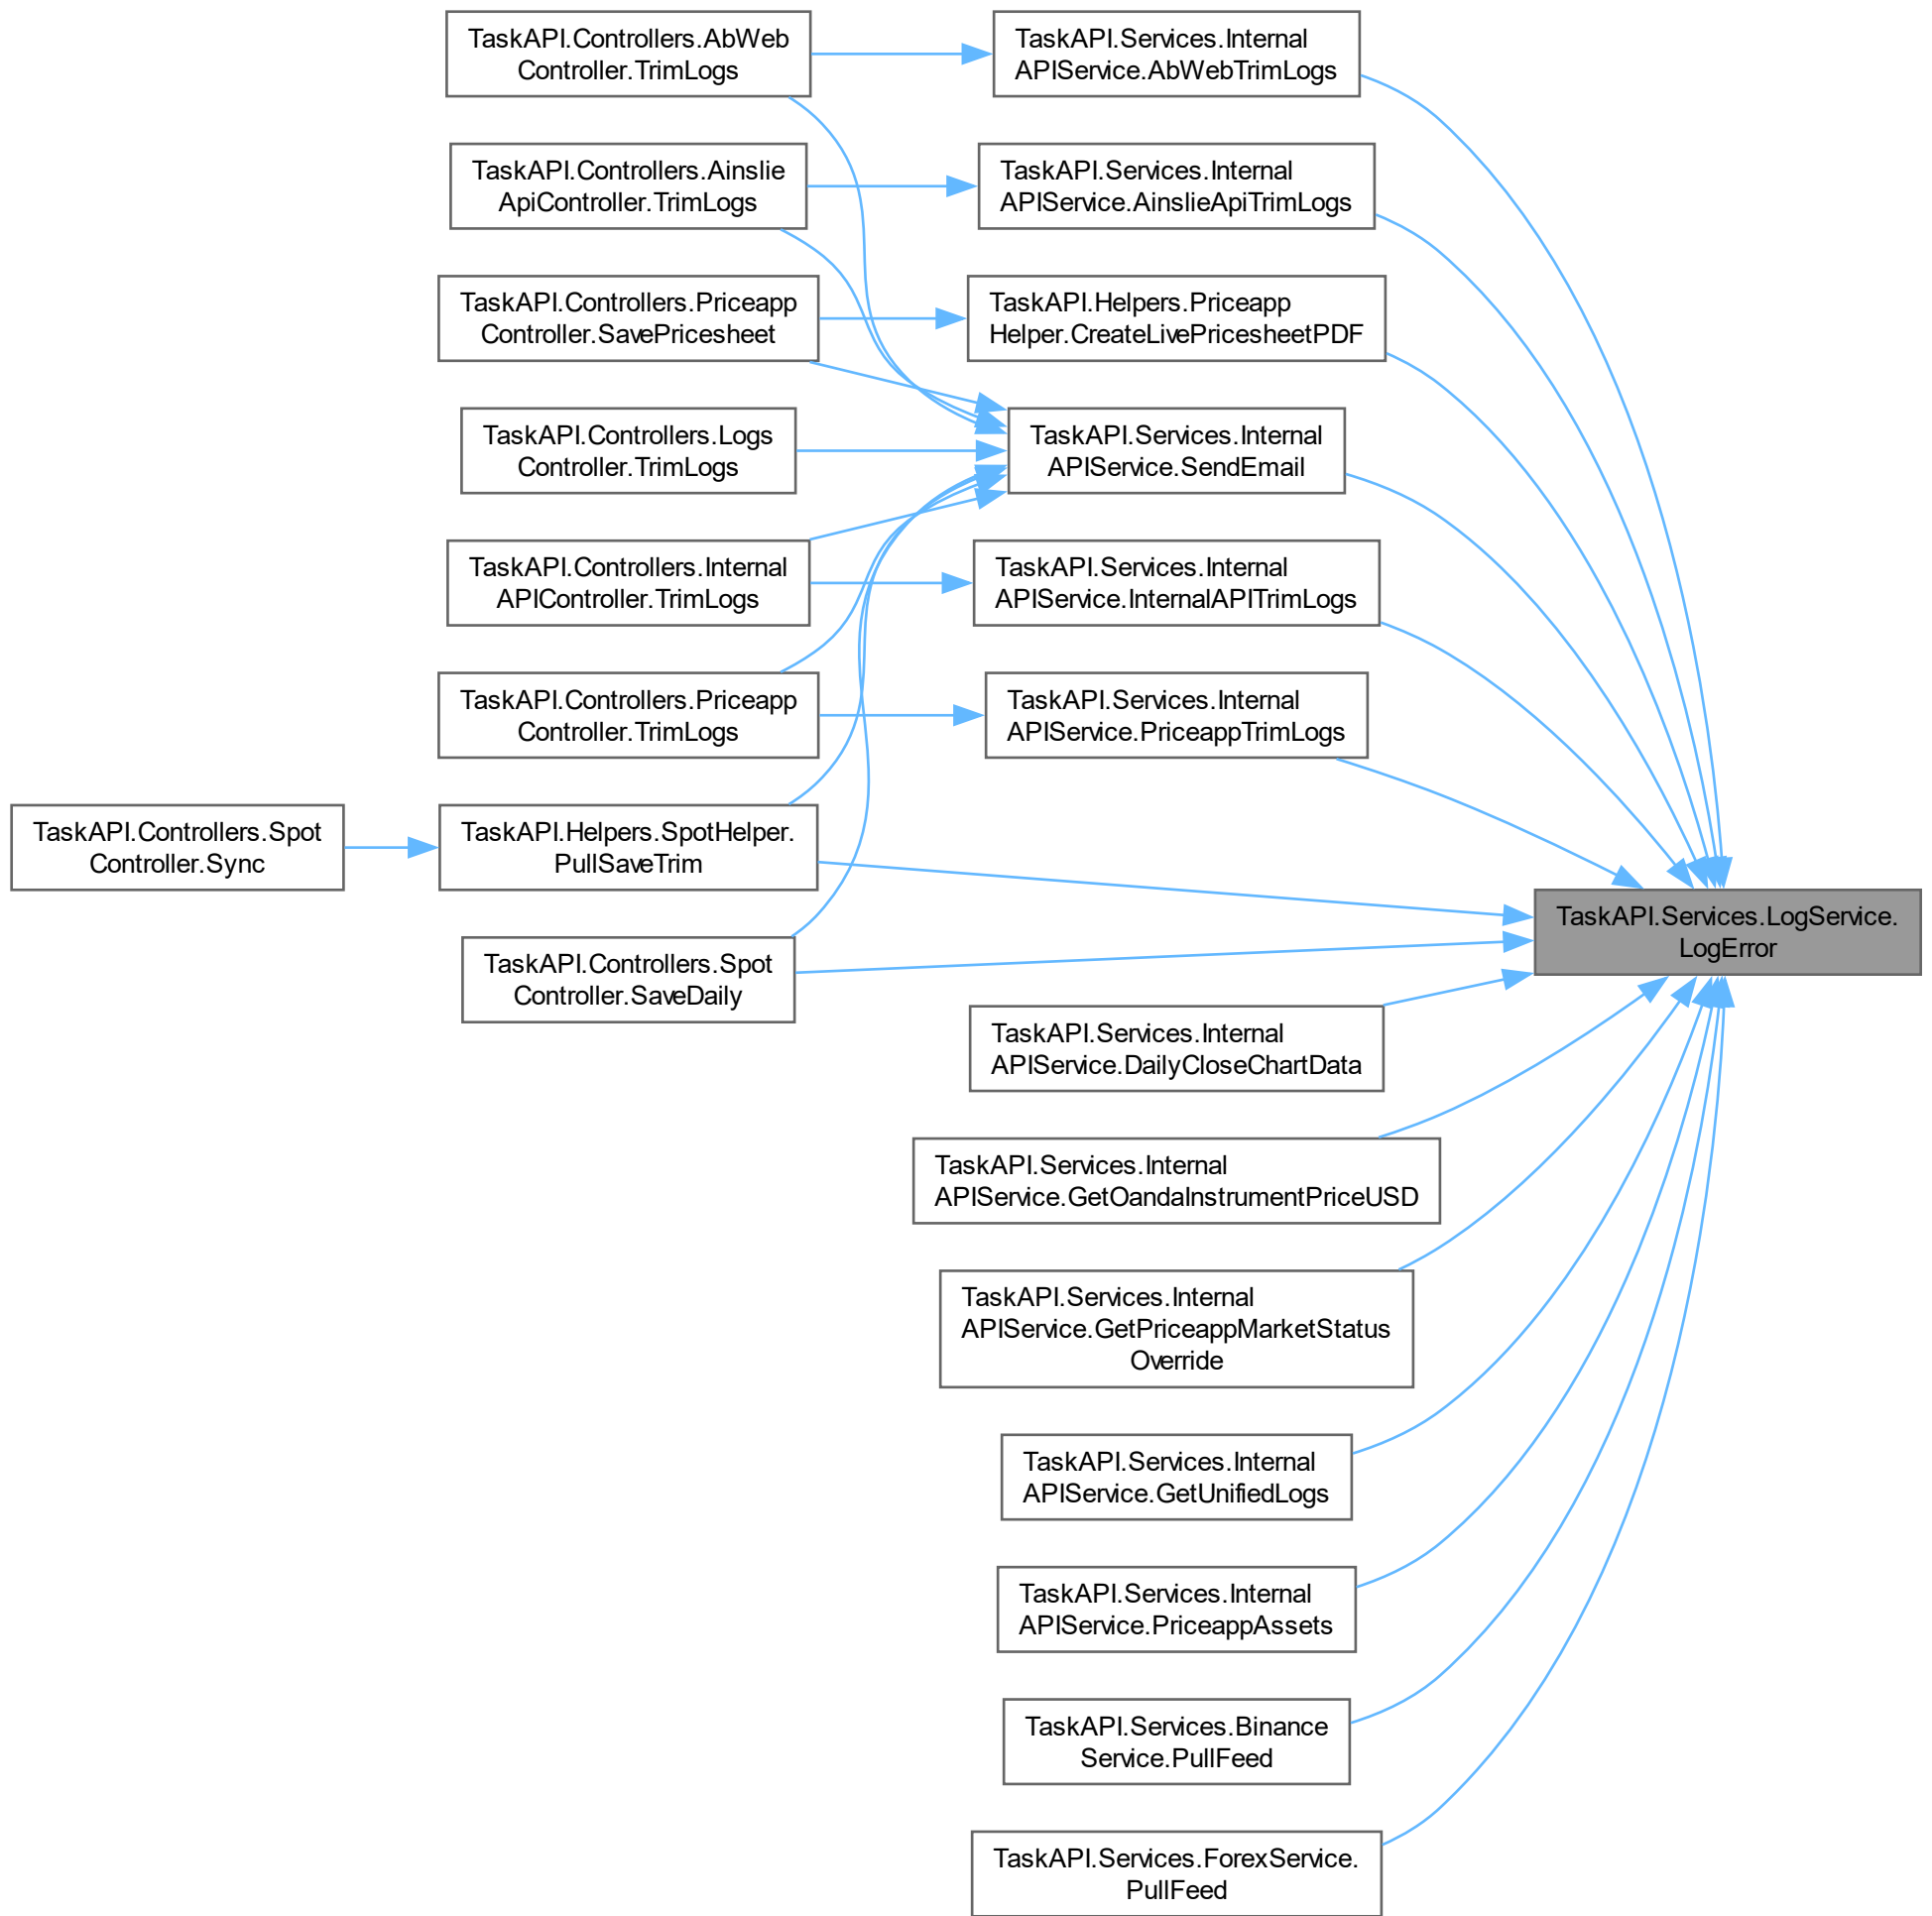 TaskAPI.Controllers.AbWeb
Controller.TrimLogs
TaskAPI.Services.Internal
APIService.AbWebTrimLogs
TaskAPI.Controllers.Ainslie
ApiController.TrimLogs
TaskAPI.Services.Internal
APIService.AinslieApiTrimLogs
TaskAPI.Controllers.Priceapp
Controller.SavePricesheet
TaskAPI.Helpers.Priceapp
Helper.CreateLivePricesheetPDF
TaskAPI.Controllers.Logs
Controller.TrimLogs
TaskAPI.Services.Internal
APIService.SendEmail
TaskAPI.Controllers.Internal
APIController.TrimLogs
TaskAPI.Services.Internal
APIService.InternalAPITrimLogs
TaskAPI.Controllers.Priceapp
Controller.TrimLogs
TaskAPI.Services.Internal
APIService.PriceappTrimLogs
TaskAPI.Controllers.Spot
Controller.Sync
TaskAPI.Helpers.SpotHelper.
PullSaveTrim
TaskAPI.Services.LogService.
LogError
TaskAPI.Controllers.Spot
Controller.SaveDaily
TaskAPI.Services.Internal
APIService.DailyCloseChartData
TaskAPI.Services.Internal
APIService.GetOandaInstrumentPriceUSD
TaskAPI.Services.Internal
APIService.GetPriceappMarketStatus
Override
TaskAPI.Services.Internal
APIService.GetUnifiedLogs
TaskAPI.Services.Internal
APIService.PriceappAssets
TaskAPI.Services.Binance
Service.PullFeed
TaskAPI.Services.ForexService.
PullFeed